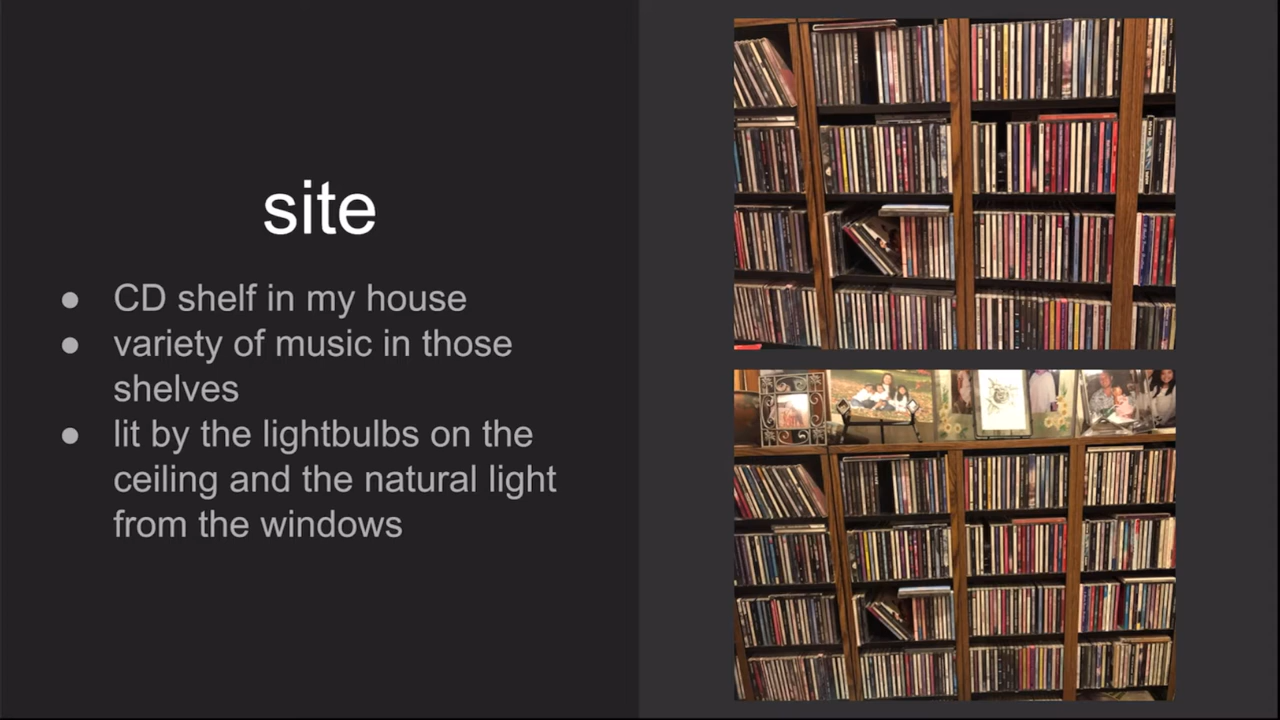 site
● CD shelf in my house
● variety of music in those
shelves
● lit by the lightbulbs on the
ceiling and the natural light
from the windows